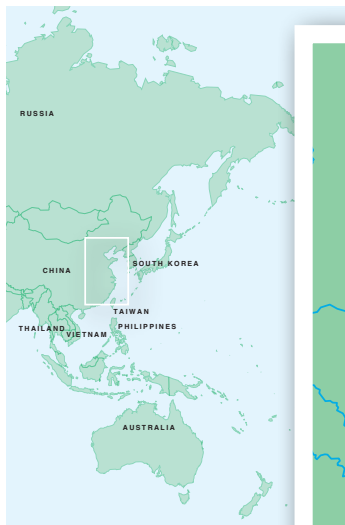 RUSSIA
CHINA
SOUTH KOREA
TAIWAN
PHILIPPINES
THAILAND
VIETNAM
AUSTRALIA